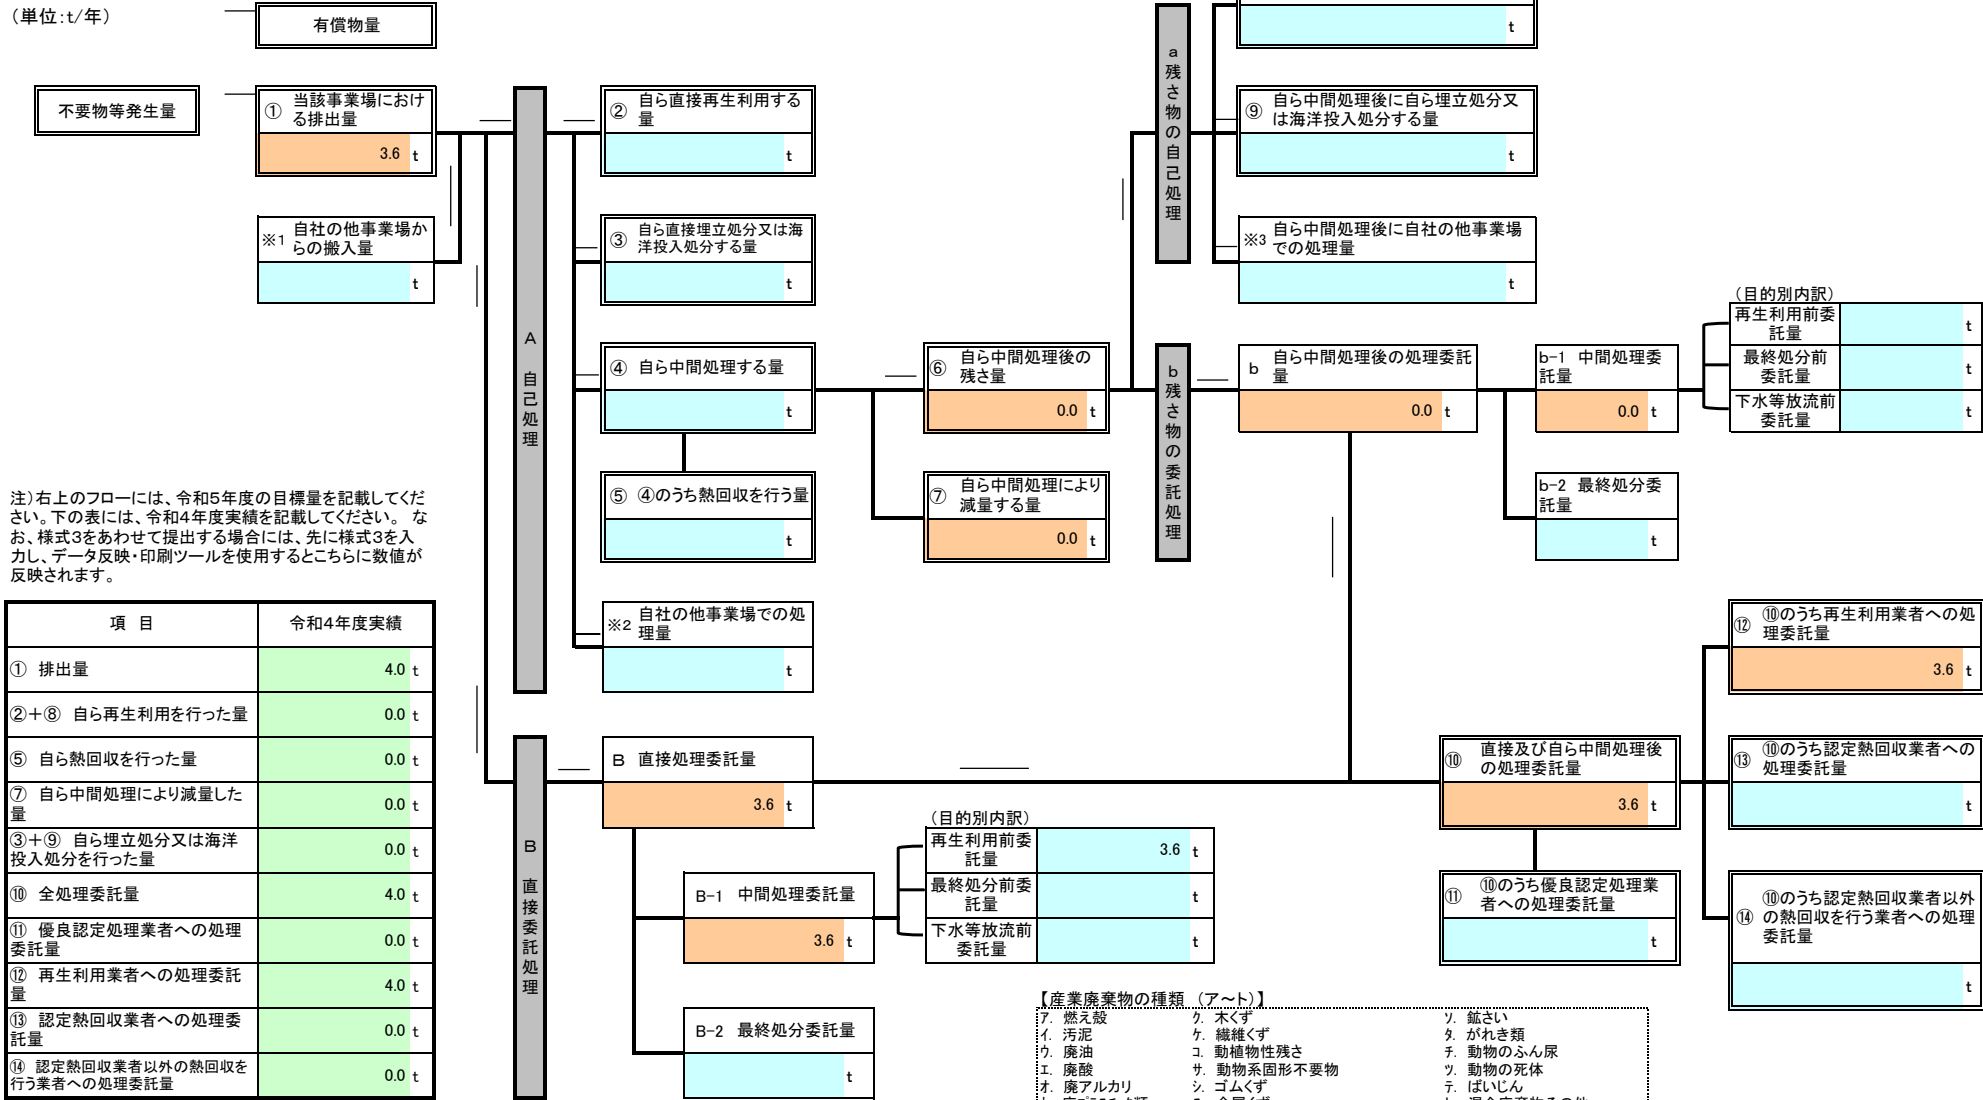 （単位：t/年）
有償物量
t
不要物等発生量
① 当該事業場におけ
る排出量
3.6 t
※1 自社の他事業場か
らの搬入量
t
A 自己処理
② 自ら直接再生利用する
量
t
③ 自ら直接埋立処分又は海
洋投入処分する量
t
④ 自ら中間処理する量
t
⑤ ④のうち熱回収を行う量
t
※2 自社の他事業場での処
理量
t
⑥ 自ら中間処理後の
残さ量
0.0 t
⑦ 自ら中間処理により
減量する量
0.0 t
a 残さ物の自己処理
⑨ 自ら中間処理後に自ら埋立処分又
は海洋投入処分する量
t
※3 自ら中間処理後に自社の他事業場
での処理量
t
b 残さ物の委託処理
b 自ら中間処理後の処理委託
量
0.0 t
b-1 中間処理委
託量
0.0 t
b-2 最終処分委
託量
t
（目的別内訳）
再生利用前委
託量
t
最終処分前
委託量
t
下水等放流前
委託量
t
注）右上のフローには、令和5年度の目標量を記載してくだ
さい。下の表には、令和4年度実績を記載してください。 な
お、様式3をあわせて提出する場合には、先に様式3を入
力し、データ反映・印刷ツールを使用するとこちらに数値が
反映されます。
項 目 令和4年度実績
① 排出量 4.0 t
②＋⑧ 自ら再生利用を行った量 0.0 t
⑤ 自ら熱回収を行った量 0.0 t
⑦ 自ら中間処理により減量した
量 0.0 t
③＋⑨ 自ら埋立処分又は海洋
投入処分を行った量 0.0 t
⑩ 全処理委託量 4.0 t
⑪ 優良認定処理業者への処理
委託量 0.0 t
⑫ 再生利用業者への処理委託
量 4.0 t
⑬ 認定熱回収業者への処理委
託量 0.0 t
⑭ 認定熱回収業者以外の熱回収を
行う業者への処理委託量 0.0 t
B 直接委託処理
B 直接処理委託量
3.6 t
B-1 中間処理委託量
3.6 t
B-2 最終処分委託量
t
（目的別内訳）
再生利用前委
託量
3.6 t
最終処分前委
託量
t
下水等放流前
委託量
t
⑩ 直接及び自ら中間処理後
の処理委託量
3.6 t
⑪ ⑩のうち優良認定処理業
者への処理委託量
t
⑫ ⑩のうち再生利用業者への処
理委託量
3.6 t
⑬ ⑩のうち認定熱回収業者への
処理委託量
t
⑭ ⑩のうち認定熱回収業者以外
の熱回収を行う業者への処理
委託量
t
【産業廃棄物の種類 （ア～ト）】
ア. 燃え殻 ク. 木くず ソ. 鉱さい
イ. 汚泥 ケ. 繊維くず タ. がれき類
ウ. 廃油 コ. 動植物性残さ チ. 動物のふん尿
エ. 廃酸 サ. 動物系固形不要物 ツ. 動物の死体
オ. 廃アルカリ シ. ゴムくず テ. ばいじん